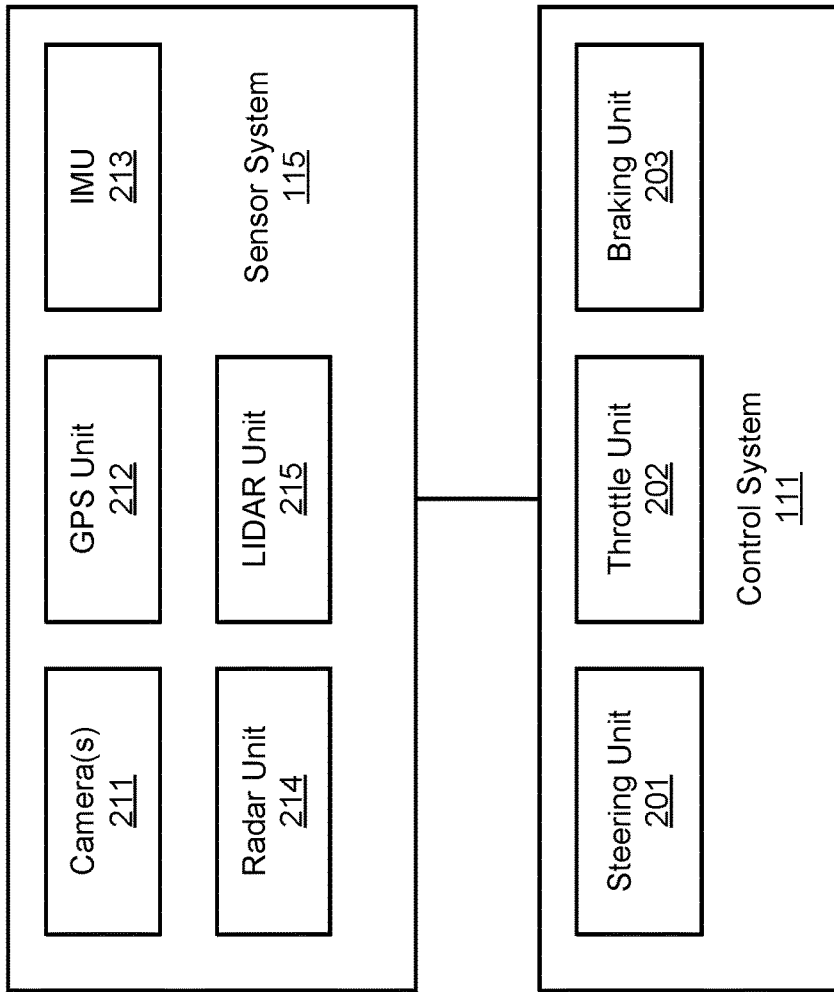 Camera(s)
211
GPS Unit
212
IMU
213
Radar Unit
214
LIDAR Unit
215
Sensor System
115
Steering Unit
201
Throttle Unit
202
Braking Unit
203
Control System
111